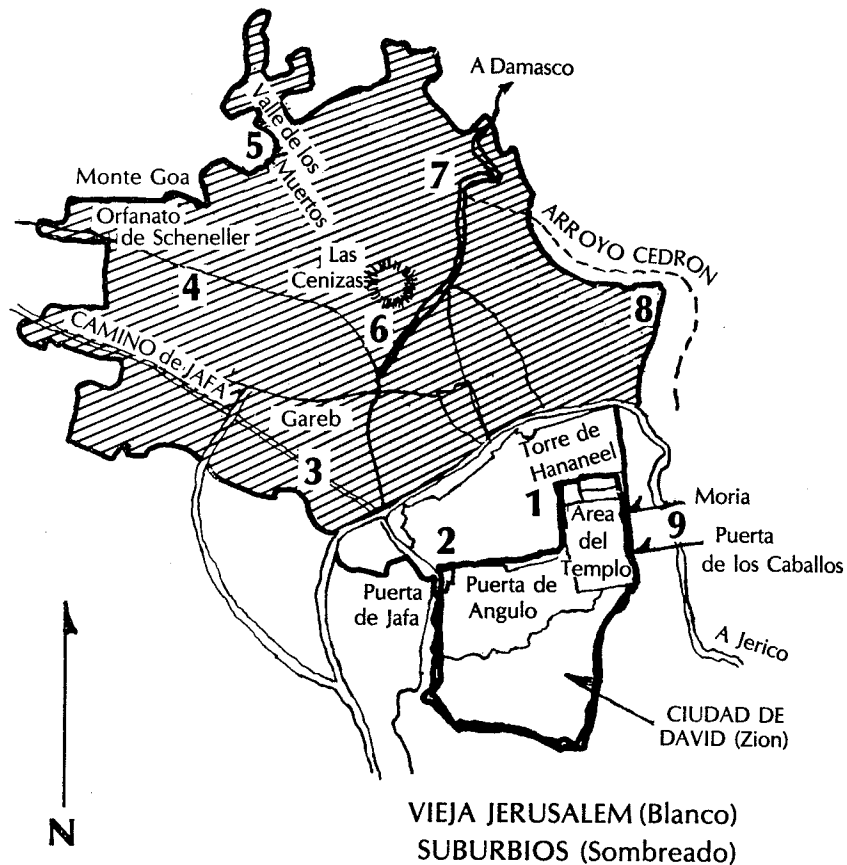 A Damasco
Valle de los
Muertos
5
7
Monte Goa
Orfanato
de Scheneller
ARROYO CEDRON
Las
Cenizas
4
6
8
CAMINO de JAFA
Gareb
3
Torre de
Hananeel
1
Area
del
Templo
Moria
9
Puerta
de los Caballos
2
Puerta
de Jafa
Puerta de
Angulo
A Jerico
CIUDAD DE
DAVID (Zion)
N
VIEJA JERUSALEM (Blanco)
SUBURBIOS (Sombreado)